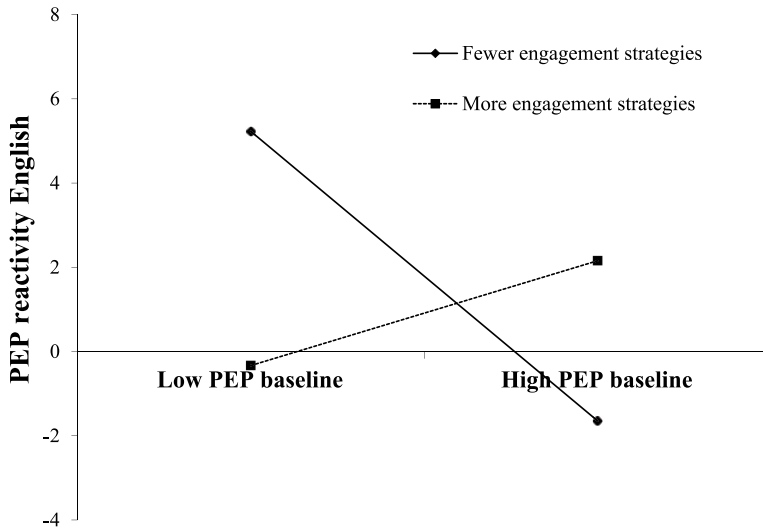 8
Fewer engagement strategies
More engagement strategies
6
4
2
0
-2
-4
PEP reactivity English
Low PEP baseline
High PEP baseline